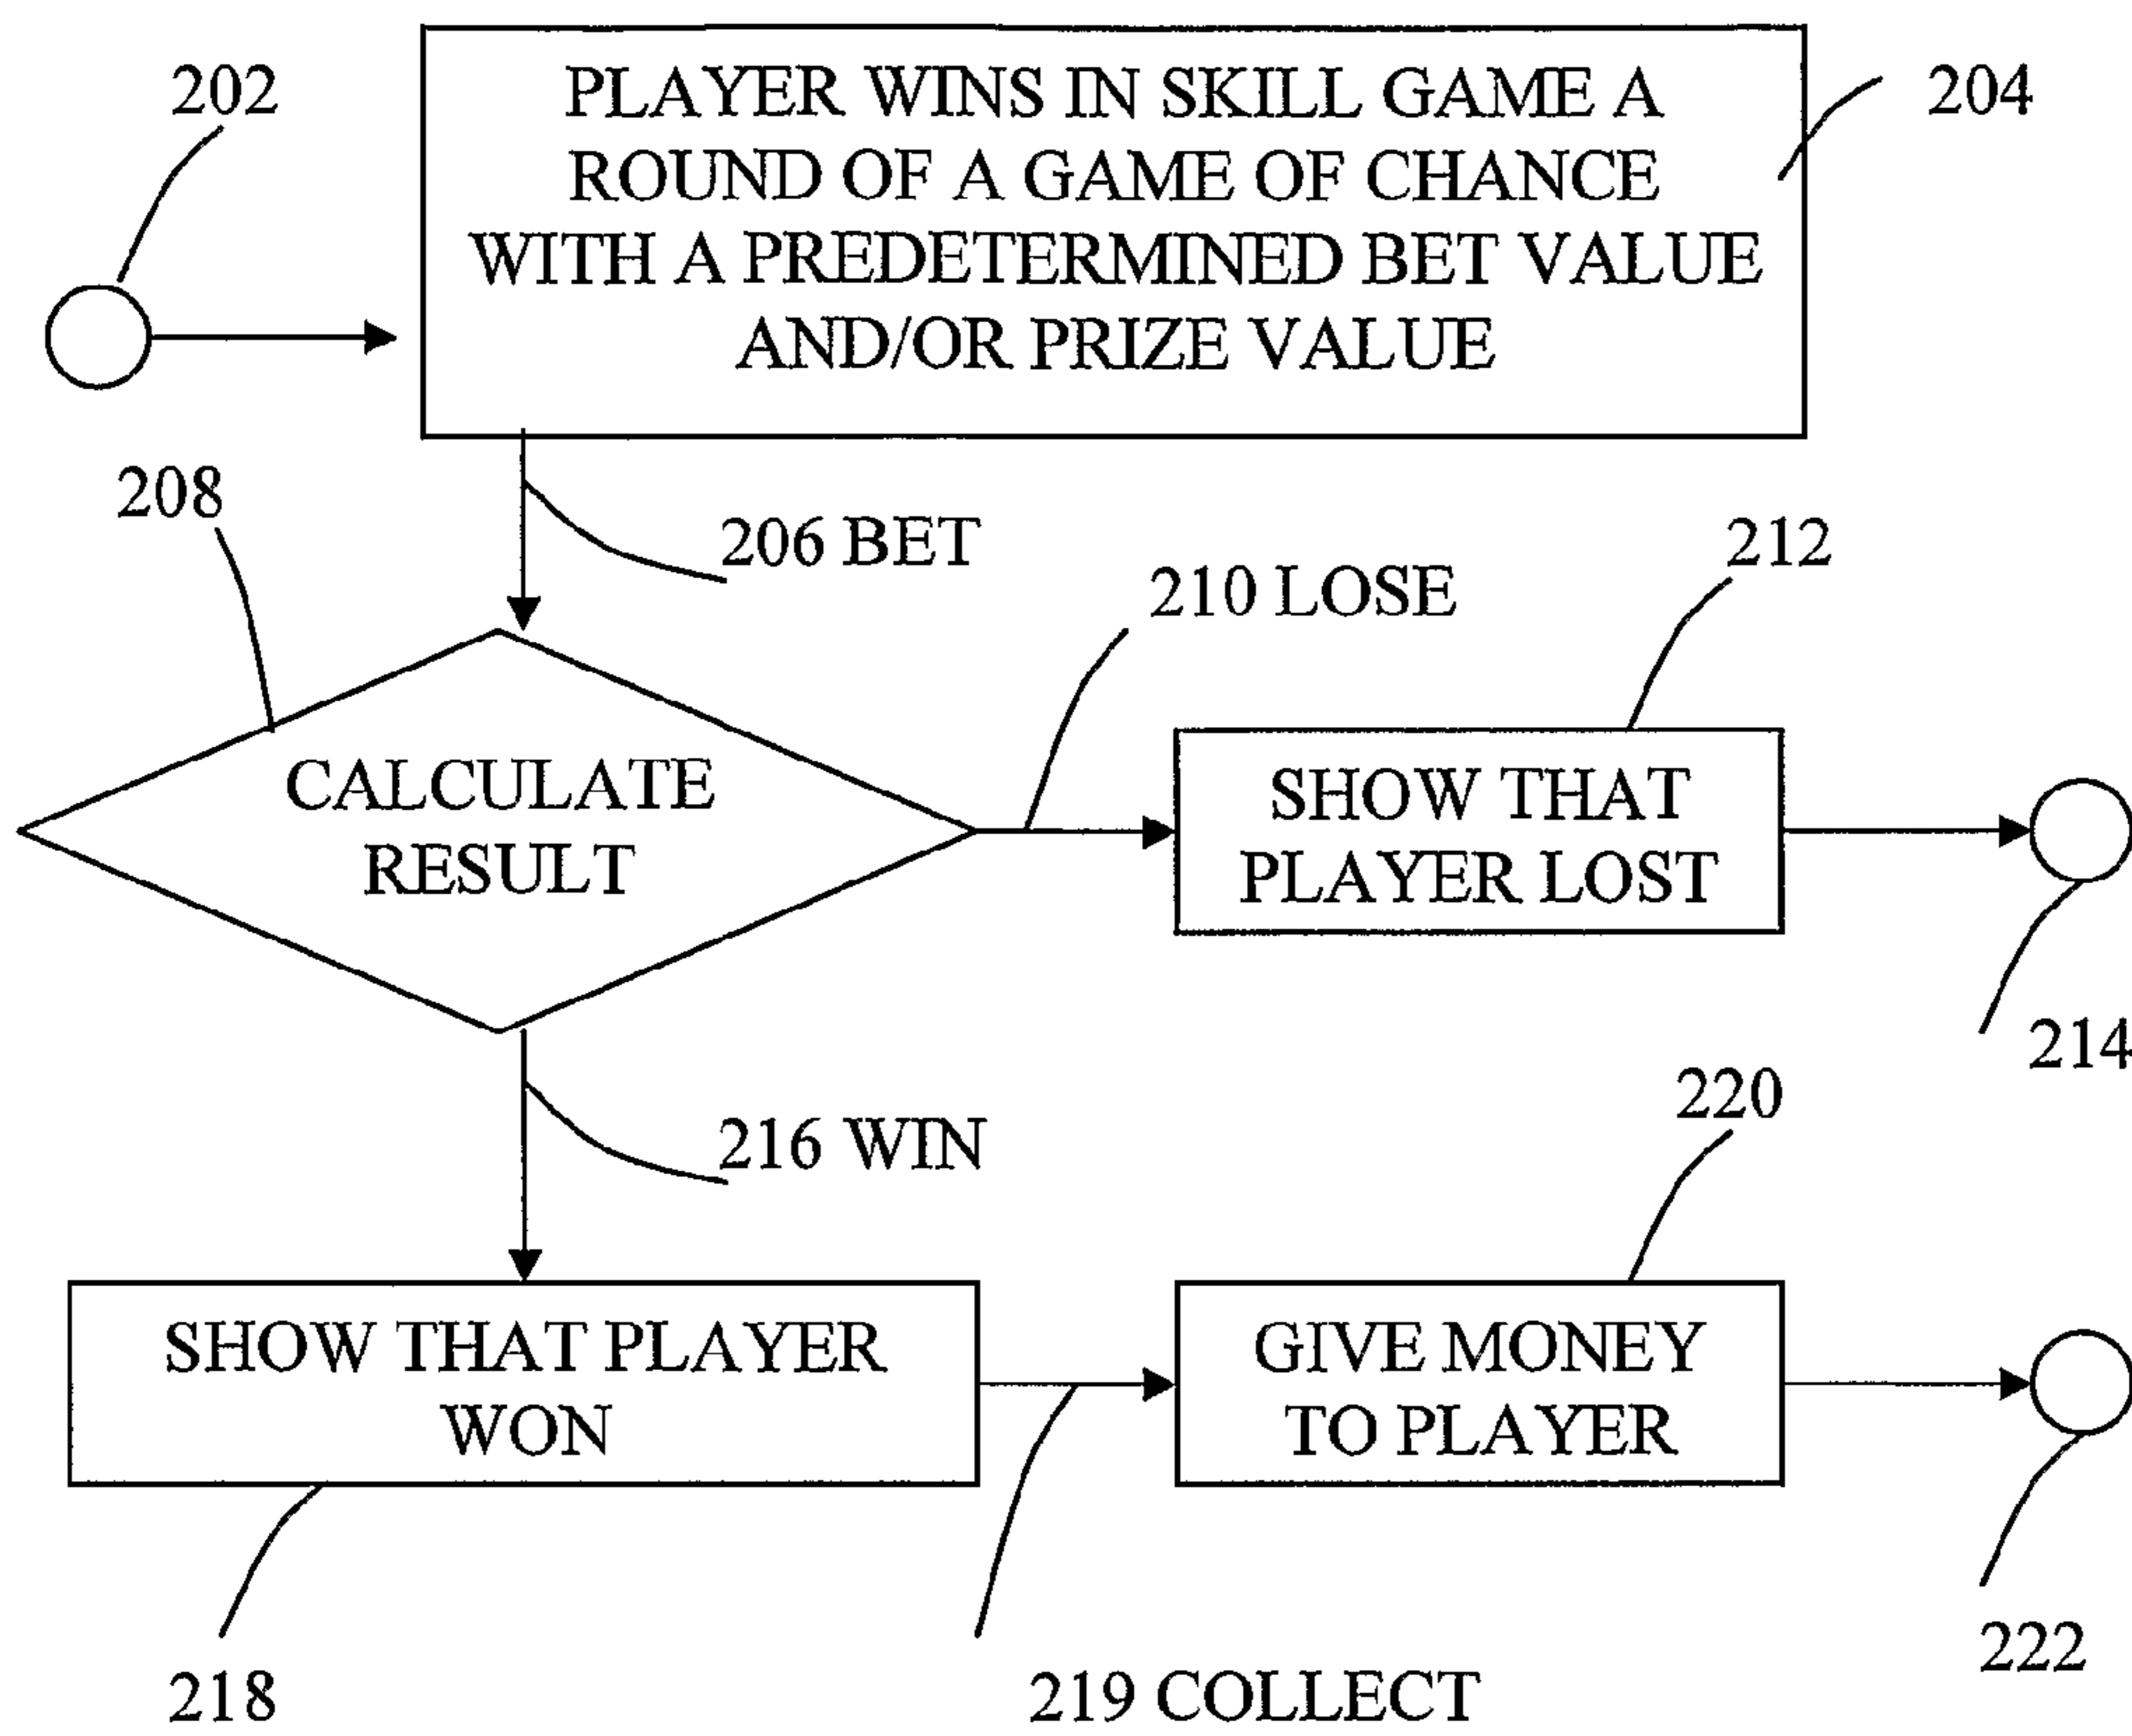 202
PLAYER WINS IN SKILL GAME A
ROUND OF A GAME OF CHANCE
WITH A PREDETERMINED BET VALUE
AND/OR PRIZE VALUE
204
208
206 BET
210 LOSE
212
CALCULATE
RESULT
SHOW THAT
PLAYER LOST
214
216 WIN
220
SHOW THAT PLAYER
WON
GIVE MONEY
TO PLAYER
218
219 COLLECT
222